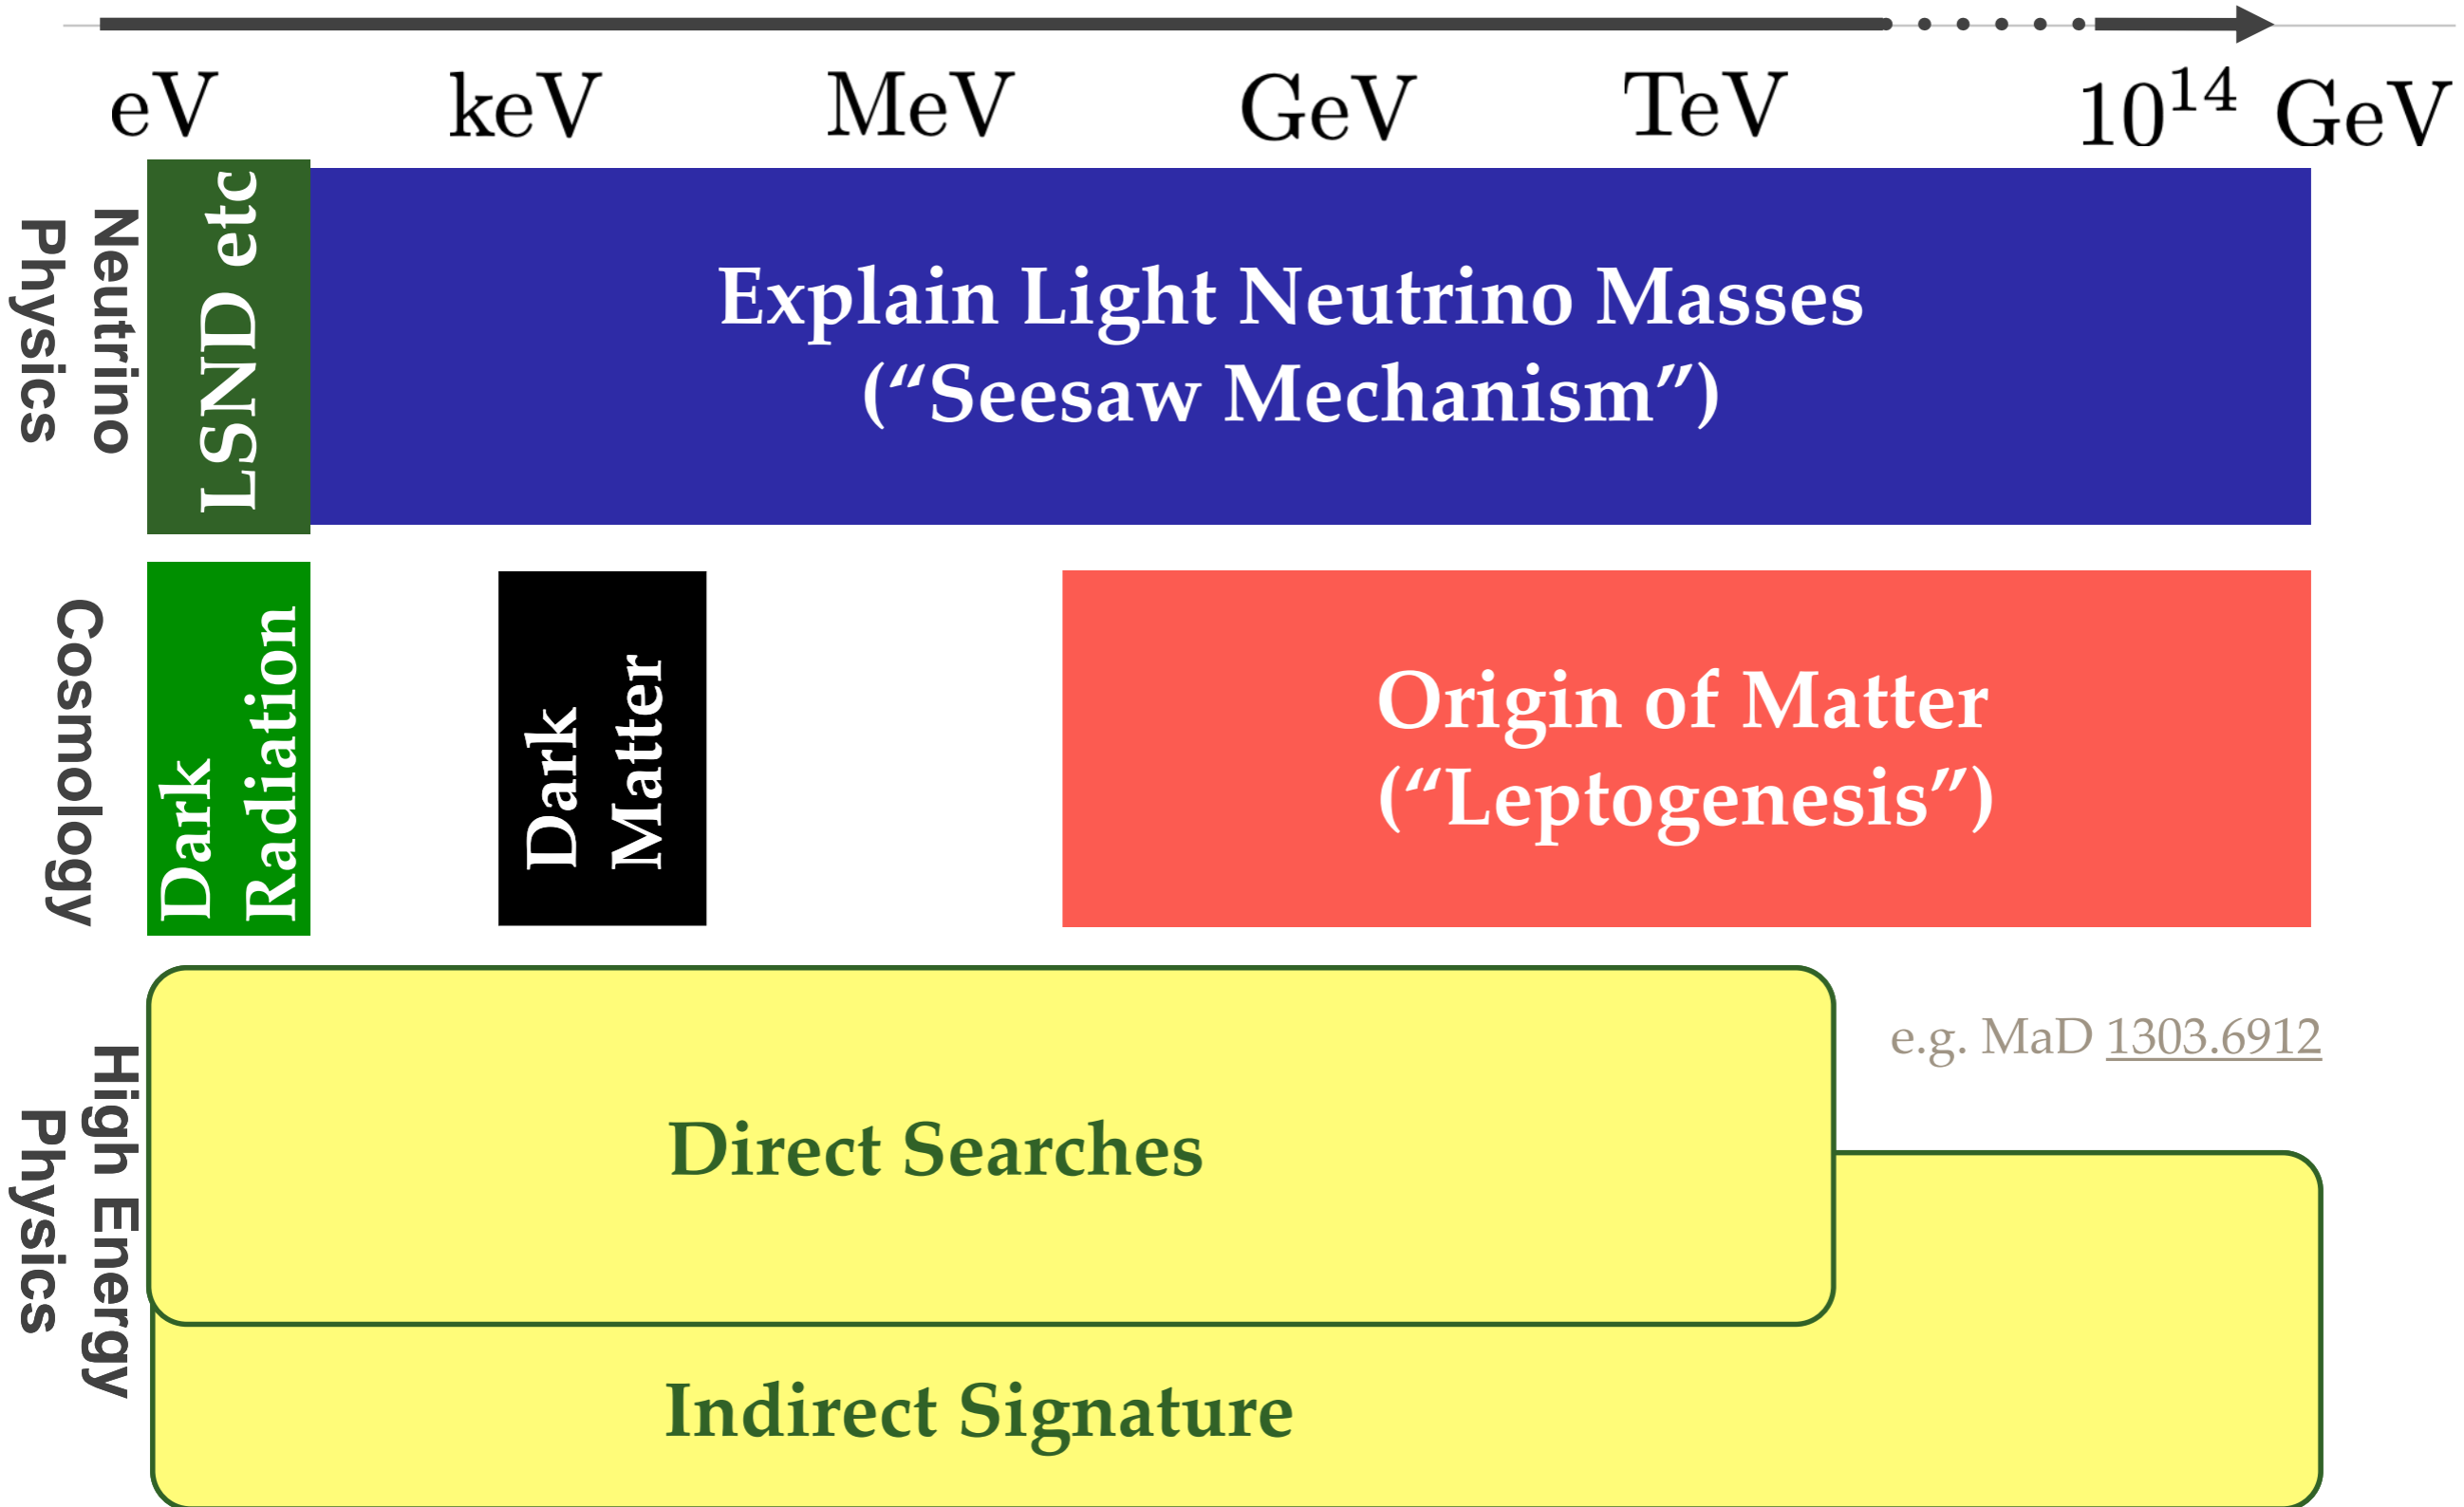 eV keV MeV GeV TeV 10¹⁴ GeV
Neutrino
Physics
LSND etc
Explain Light Neutrino Masses
(“Seesaw Mechanism”)
Cosmology
Dark
Radiation
Dark
Matter
Origin of Matter
(“Leptogenesis”)
High Energy
Physics
Direct Searches
e.g. MaD 1303.6912
Indirect Signature